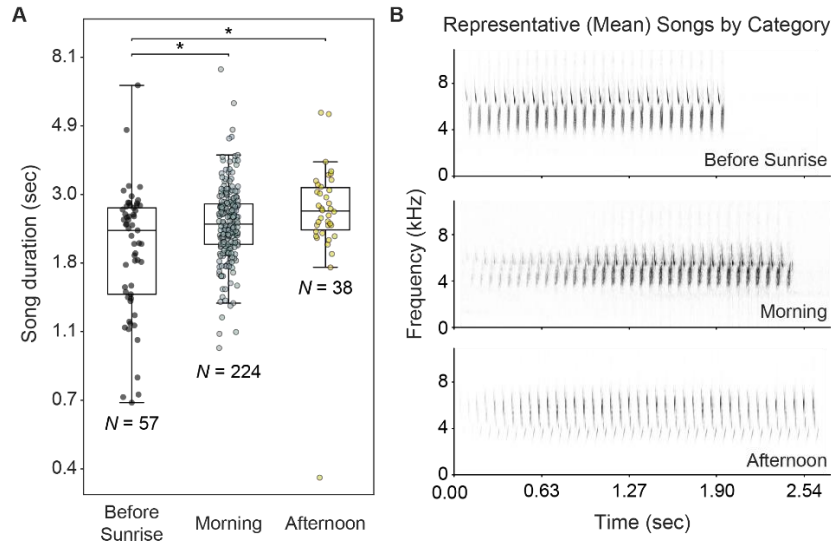 A
*
*
8.1
4.9
3.0
1.8
1.1
0.7
0.4
Song duration (sec)
N = 57
N = 224
N = 38
Before
Sunrise
Morning
Afternoon
B
Representative (Mean) Songs by Category
Frequency (kHz)
8
4
0
Before Sunrise
8
4
0
Morning
8
4
0
Afternoon
0.00 0.63 1.27 1.90 2.54
Time (sec)